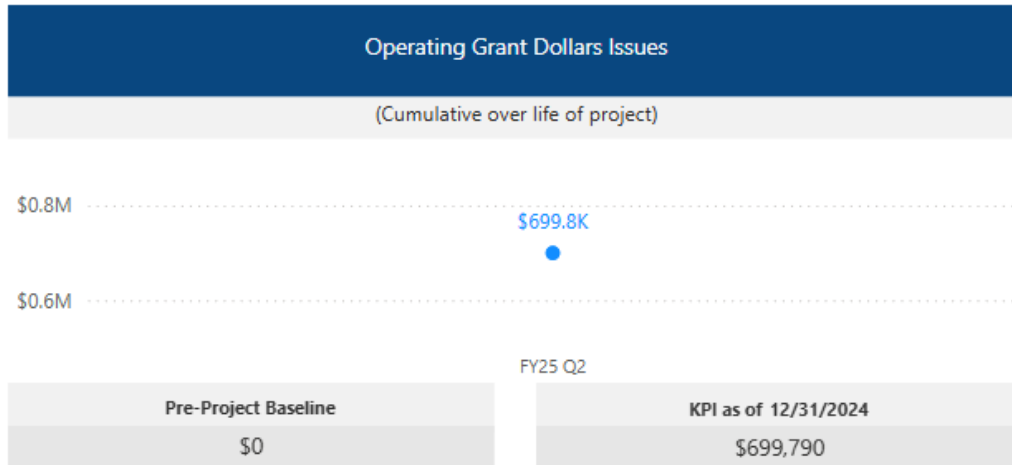 Operating Grant Dollars Issues
(Cumulative over life of project)
$0.8M
$699.8K
$0.6M
FY25 Q2
Pre-Project Baseline
KPI as of 12/31/2024
$0
$699,790